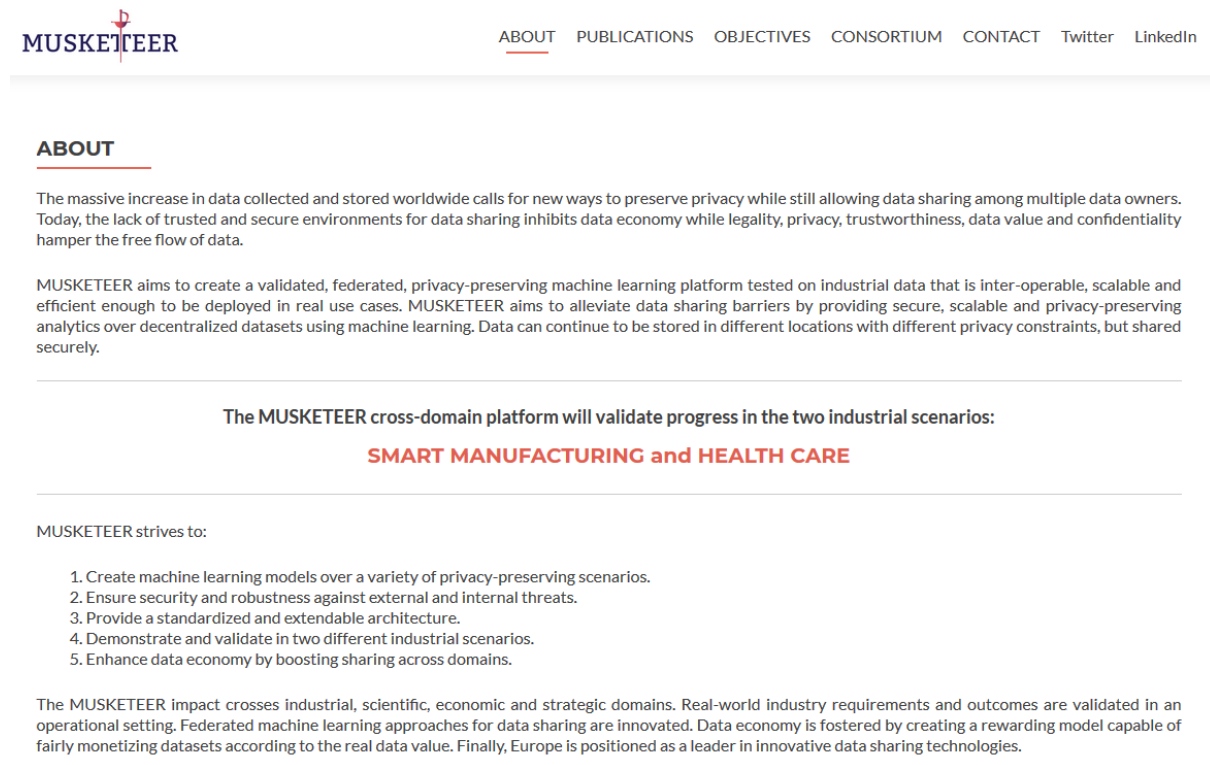 MUSKETEER
ABOUT PUBLICATIONS OBJECTIVES CONSORTIUM CONTACT Twitter LinkedIn
ABOUT
The massive increase in data collected and stored worldwide calls for new ways to preserve privacy while still allowing data sharing among multiple data owners.
Today, the lack of trusted and secure environments for data sharing inhibits data economy while legality, privacy, trustworthiness, data value and confidentiality
hamper the free flow of data.
MUSKETEER aims to create a validated, federated, privacy-preserving machine learning platform tested on industrial data that is inter-operable, scalable and
efficient enough to be deployed in real use cases. MUSKETEER aims to alleviate data sharing barriers by providing secure, scalable and privacy-preserving
analytics over decentralized datasets using machine learning. Data can continue to be stored in different locations with different privacy constraints, but shared
securely.
The MUSKETEER cross-domain platform will validate progress in the two industrial scenarios:
SMART MANUFACTURING and HEALTH CARE
MUSKETEER strives to:
1. Create machine learning models over a variety of privacy-preserving scenarios.
2. Ensure security and robustness against external and internal threats.
3. Provide a standardized and extendable architecture.
4. Demonstrate and validate in two different industrial scenarios.
5. Enhance data economy by boosting sharing across domains.
The MUSKETEER impact crosses industrial, scientific, economic and strategic domains. Real-world industry requirements and outcomes are validated in an
operational setting. Federated machine learning approaches for data sharing are innovated. Data economy is fostered by creating a rewarding model capable of
fairly monetizing datasets according to the real data value. Finally, Europe is positioned as a leader in innovative data sharing technologies.